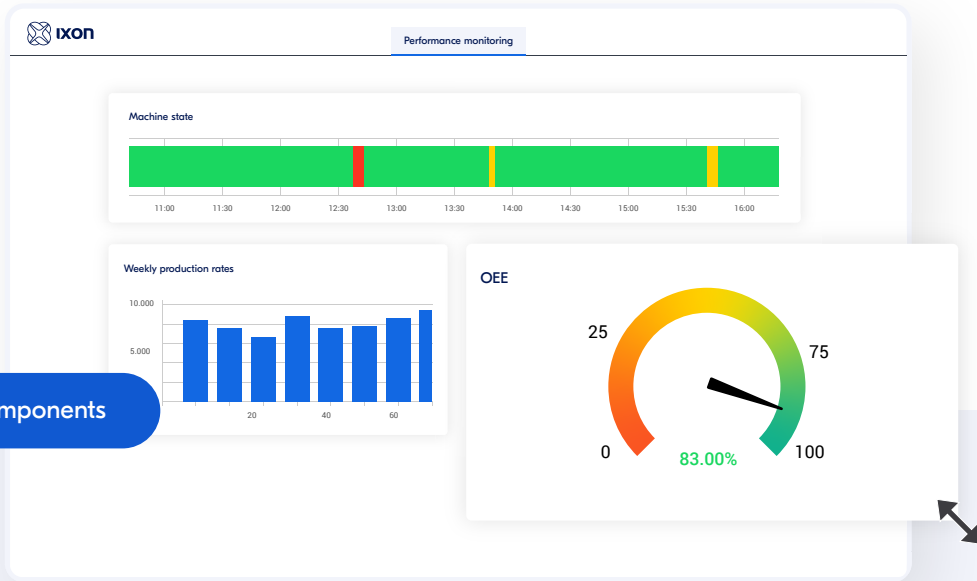 IXON
Performance monitoring
Machine state
11:00 11:30 12:00 12:30 13:00 13:30 14:00 14:30 15:00 15:30 16:00
Weekly production rates
10.000
5.000
20 40 60
mponents
OEE
25
75
0
100
83.00%